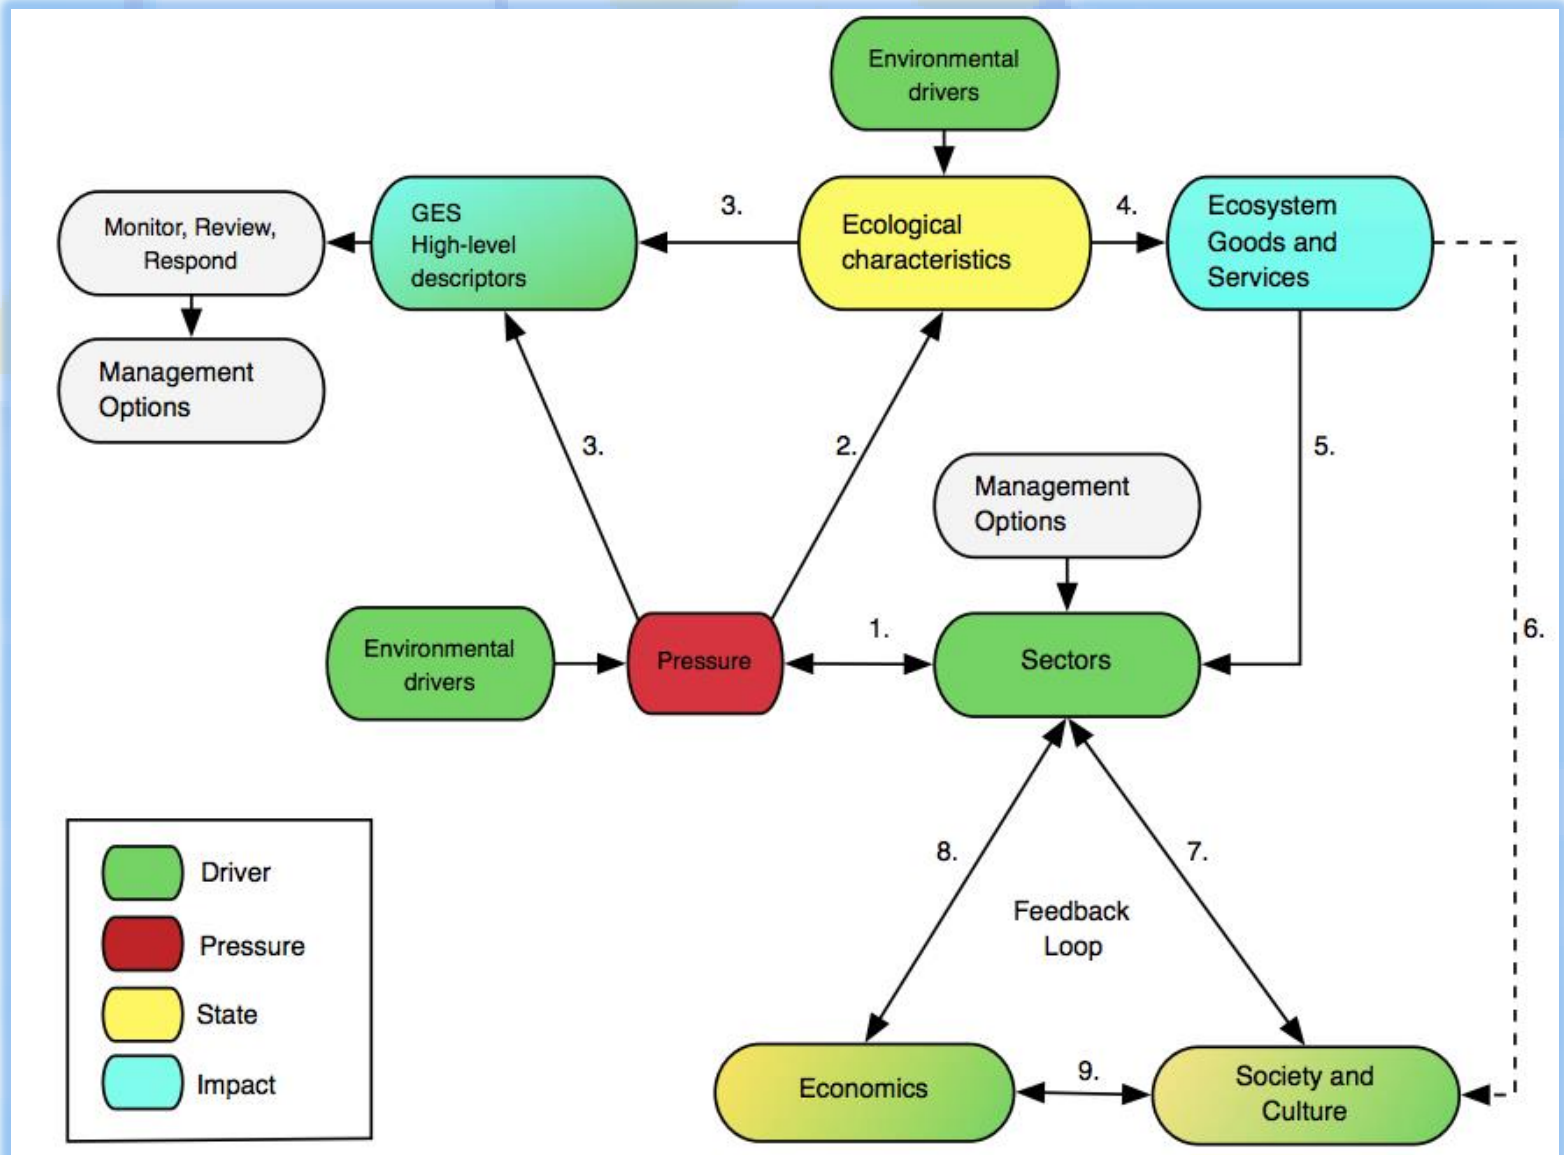 Environmental
drivers
Monitor, Review,
Respond
GES
High-level
descriptors
3.
Ecological
characteristics
4.
Ecosystem
Goods and
Services
Management
Options
3.
2.
5.
Management
Options
Environmental
drivers
Pressure
1.
Sectors
6.
8.
7.
Feedback
Loop
Driver
Pressure
State
Impact
Economics
9.
Society and
Culture